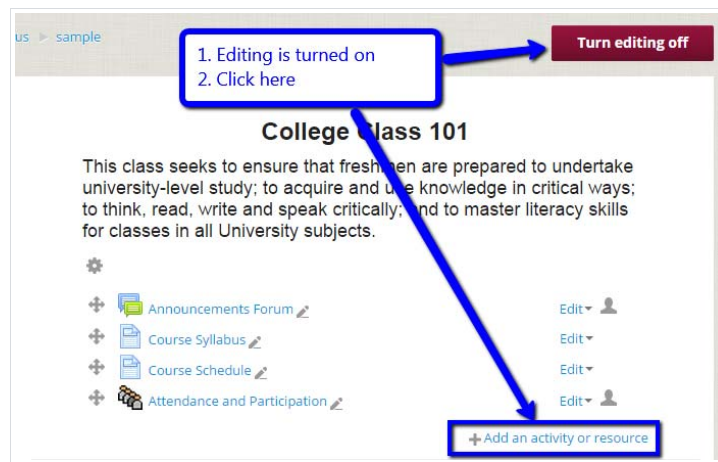 us ▸ sample
Turn editing off
1. Editing is turned on
2. Click here
College Class 101
This class seeks to ensure that freshmen are prepared to undertake
university-level study; to acquire and use knowledge in critical ways;
to think, read, write and speak critically; and to master literacy skills
for classes in all University subjects.
Announcements Forum Edit
Course Syllabus Edit
Course Schedule Edit
Attendance and Participation Edit
+ Add an activity or resource